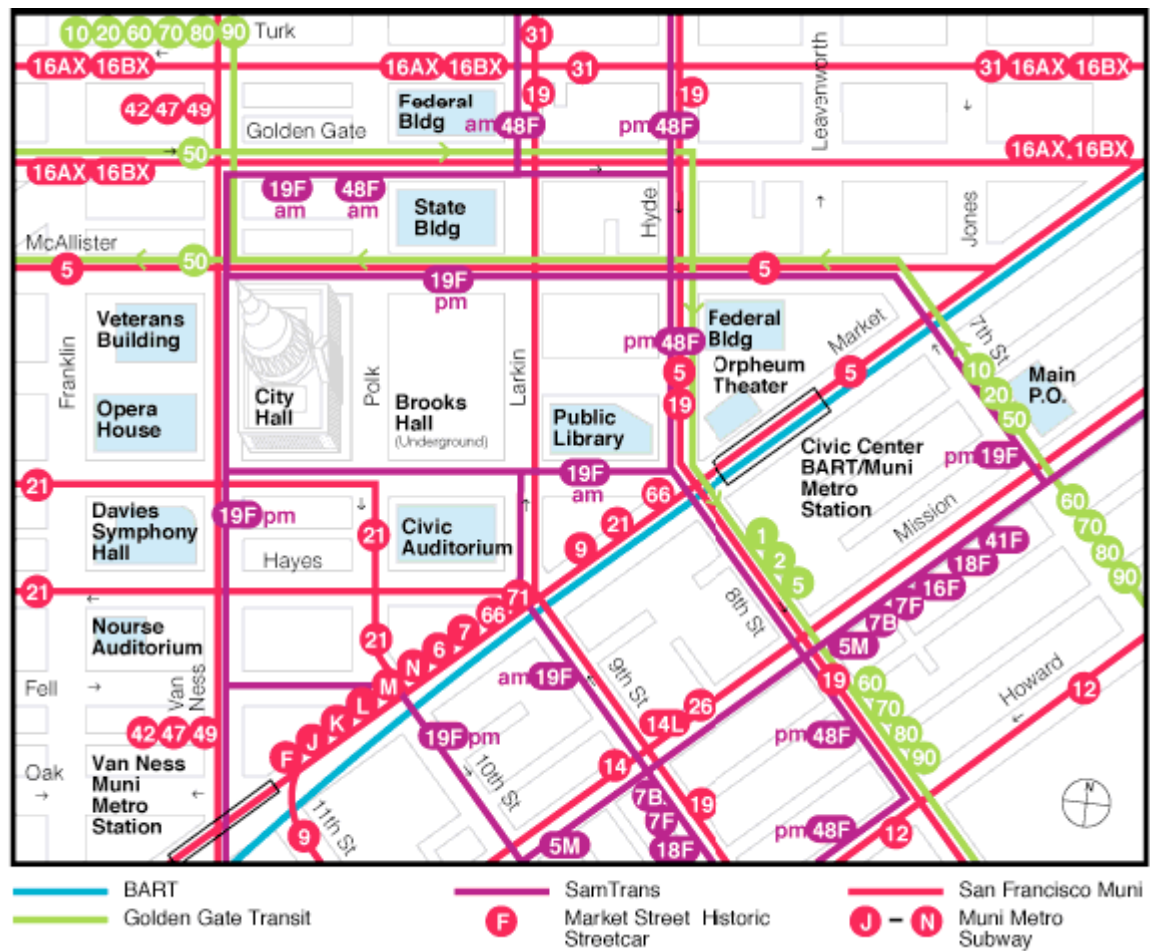 10 20 60 70 80 90 Turk
31
16AX 16BX
16AX 16BX
31
31 16AX 16BX
42 47 49
Federal
Bldg
19
19
am 48F
pm 48F
Golden Gate
Leavenworth
50
16AX 16BX
16AX 16BX
19F
am
48F
am
State
Bldg
Hyde
Jones
McAllister
5
50
19F
pm
5
Veterans
Building
Franklin
City
Hall
Polk
Brooks
Hall
(Underground)
Larkin
pm 48F
5
19
Federal
Bldg
Orpheum
Theater
Market
5
7th St
10
20
50
Main
P.O.
Opera
House
Public
Library
Civic Center
BART/Muni
Metro
Station
pm 19F
19F
am
21
19F pm
21
66
21
9
Davies
Symphony
Hall
Hayes
Civic
Auditorium
Mission
1
2
5
60
70
80
90
41F
18F
16F
7F
7B
5M
21
71
66
7
6
N
M
L
K
J
F
21
Nourse
Auditorium
8th St
9th St
am 19F
Howard
12
Fell
Van
Ness
42 47 49
19
60
70
80
90
26
14L
14
19F pm
pm 48F
Oak
Van Ness
Muni
Metro
Station
10th St
11th St
9
7B
7F
18F
19
5M
pm 48F
12
N
BART
SamTrans
San Francisco Muni
Golden Gate Transit
F Market Street Historic
Streetcar
J – N Muni Metro
Subway